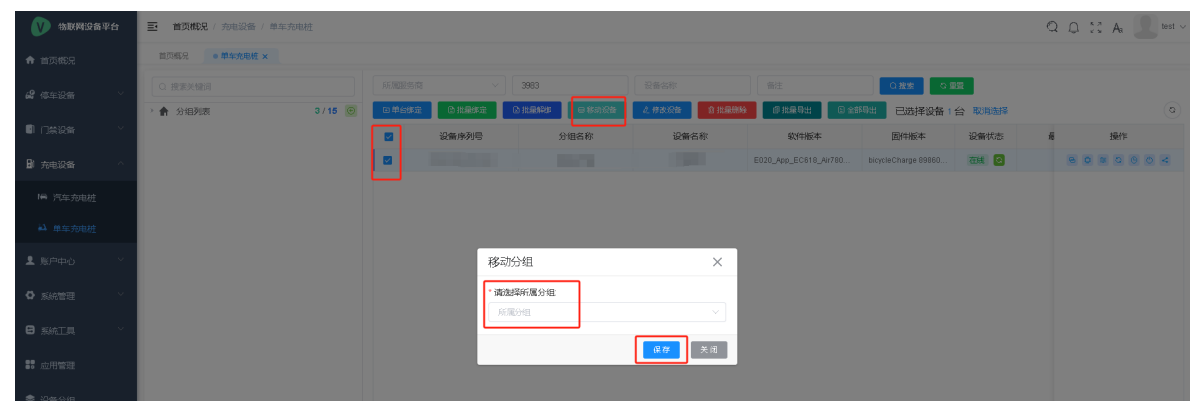 物联网设备平台
首页概况 / 充电设备 / 单车充电桩
test
首页概况
首页概况
单车充电桩 ×
停车设备
搜索关键词
所属服务商
3983
设备名称
备注
搜索
重置
分组列表
0 / 15
单台绑定
批量绑定
批量解绑
移动设备
修改设备
批量删除
批量导出
全部导出
已选择设备 1 台
取消选择
门禁设备
设备序列号
分组名称
设备名称
软件版本
固件版本
设备状态
操作
充电设备
E020_App_EC618_Air780...
bicycleCharge 89860...
在线
汽车充电桩
单车充电桩
账户中心
移动分组
系统管理
* 请选择所属分组:
所属分组
系统工具
保存
关闭
应用管理
设备分组